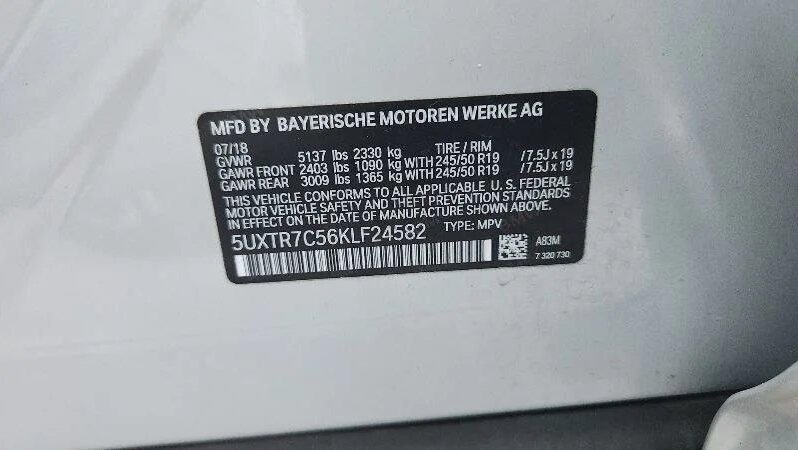 MFD BY BAYERISCHE MOTOREN WERKE AG
07/18 TIRE / RIM
GVWR 5137 lbs 2330 kg
GAWR FRONT 2403 lbs 1090 kg WITH 245/50 R19 /7.5J x 19
GAWR REAR 3009 lbs 1365 kg WITH 245/50 R19 /7.5J x 19
THIS VEHICLE CONFORMS TO ALL APPLICABLE U. S. FEDERAL
MOTOR VEHICLE SAFETY AND THEFT PREVENTION STANDARDS
IN EFFECT ON THE DATE OF MANUFACTURE SHOWN ABOVE.
5UXTR7C56KLF24582 TYPE: MPV
A83M
7 320 730